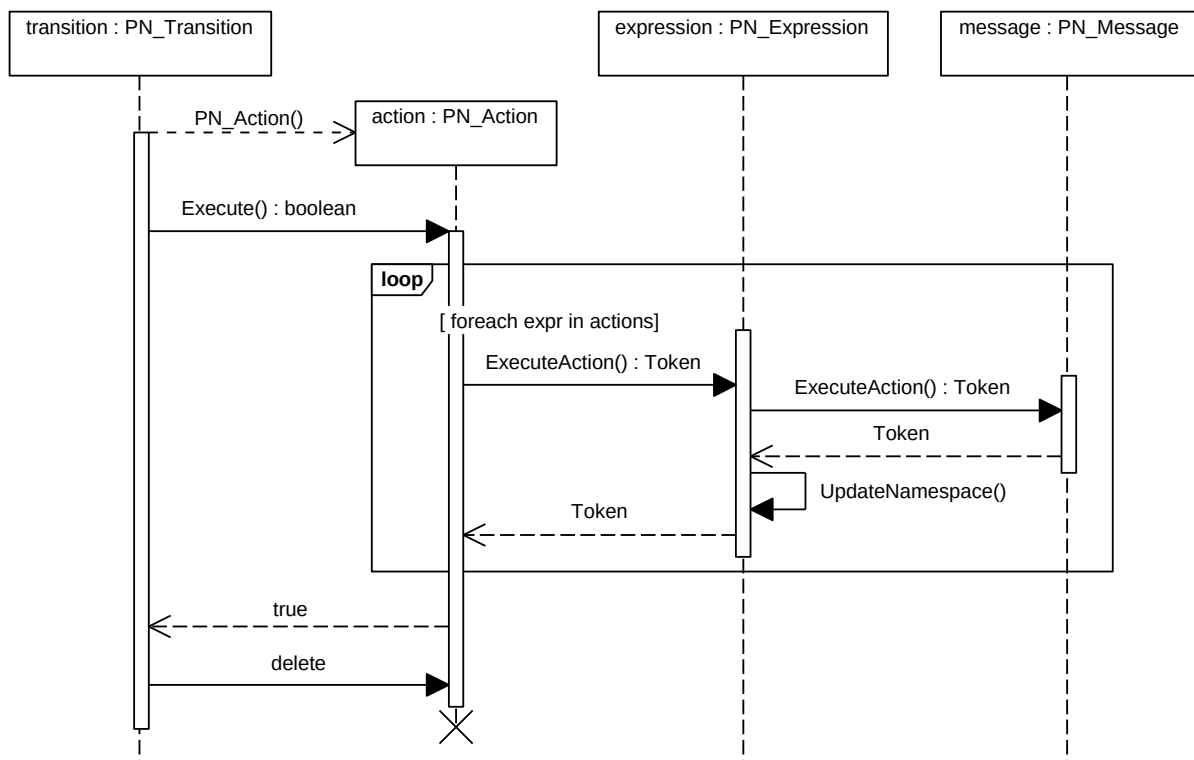 transition : PN_Transition
expression : PN_Expression
message : PN_Message
PN_Action()
action : PN_Action
Execute() : boolean
loop
[ foreach expr in actions]
ExecuteAction() : Token
ExecuteAction() : Token
Token
UpdateNamespace()
Token
true
delete